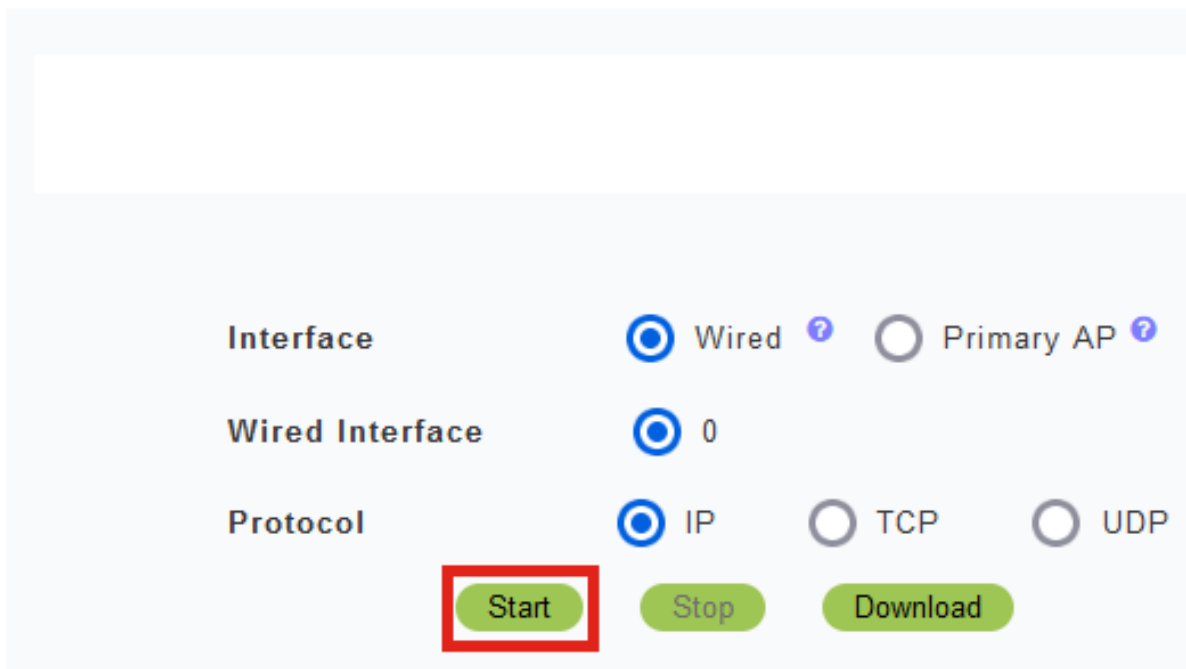 Interface Wired ? Primary AP ?
Wired Interface 0
Protocol IP TCP UDP
Start Stop Download